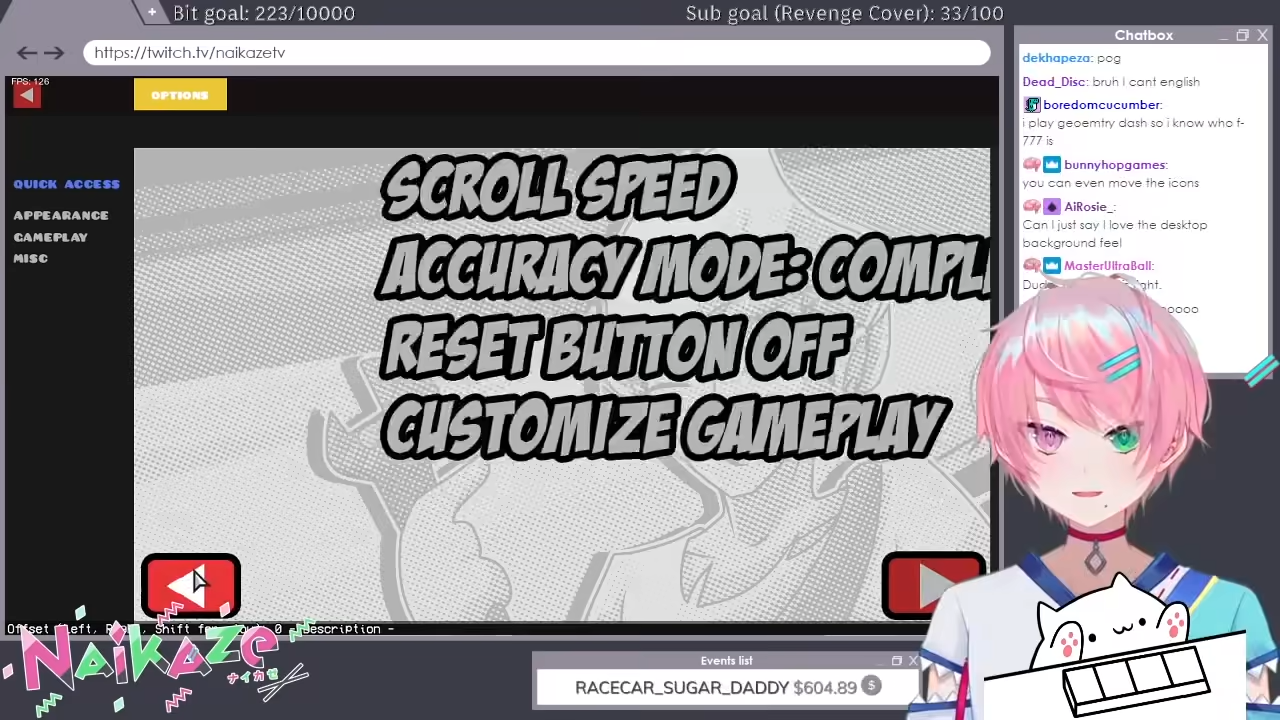 Bit goal: 223/10000
Sub goal (Revenge Cover): 33/100
https://twitch.tv/naikazetv
FPS: 126
OPTIONS
QUICK ACCESS
APPEARANCE
GAMEPLAY
MISC
SCROLL SPEED
ACCURACY MODE: COMPL
RESET BUTTON OFF
CUSTOMIZE GAMEPLAY
Offset (Left,
Shift for
0 - Description -
Naikaze
ナイカゼ
Chatbox
dekhapeza: pog
Dead_Disc: bruh I cant english
boredomcucumber:
i play geoemtry dash so i know who f-
777 is
bunnyhopgames:
you can even move the icons
AiRosie_:
Can I just say I love the desktop
background feel
MasterUltraBall:
Events list
RACECAR_SUGAR_DADDY $604.89